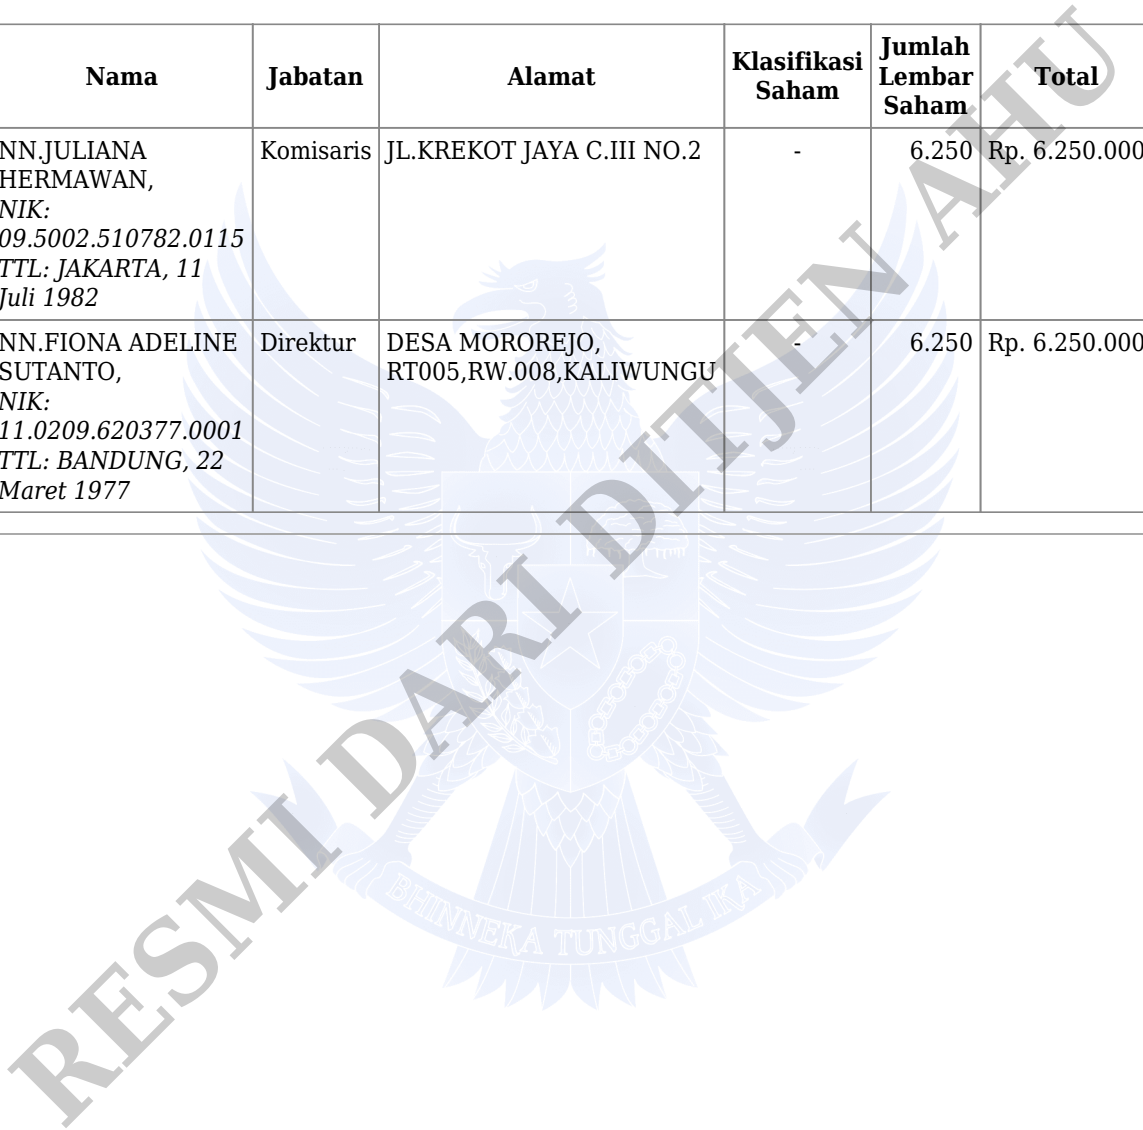 Nama Jabatan Alamat Klasifikasi Saham Jumlah Lembar Saham Total
NN.JULIANA Komisaris JL.KREKOT JAYA C.III NO.2 - 6.250 Rp. 6.250.000
HERMAWAN,
NIK:
09.5002.510782.0115
TTL: JAKARTA, 11
Juli 1982
NN.FIONA ADELINE Direktur DESA MOROREJO, - 6.250 Rp. 6.250.000
SUTANTO, RT005,RW.008,KALIWUNGU
NIK:
11.0209.620377.0001
TTL: BANDUNG, 22
Maret 1977
RESMI DARI DITJEN AHU
BHINNEKA TUNGGAL IKA